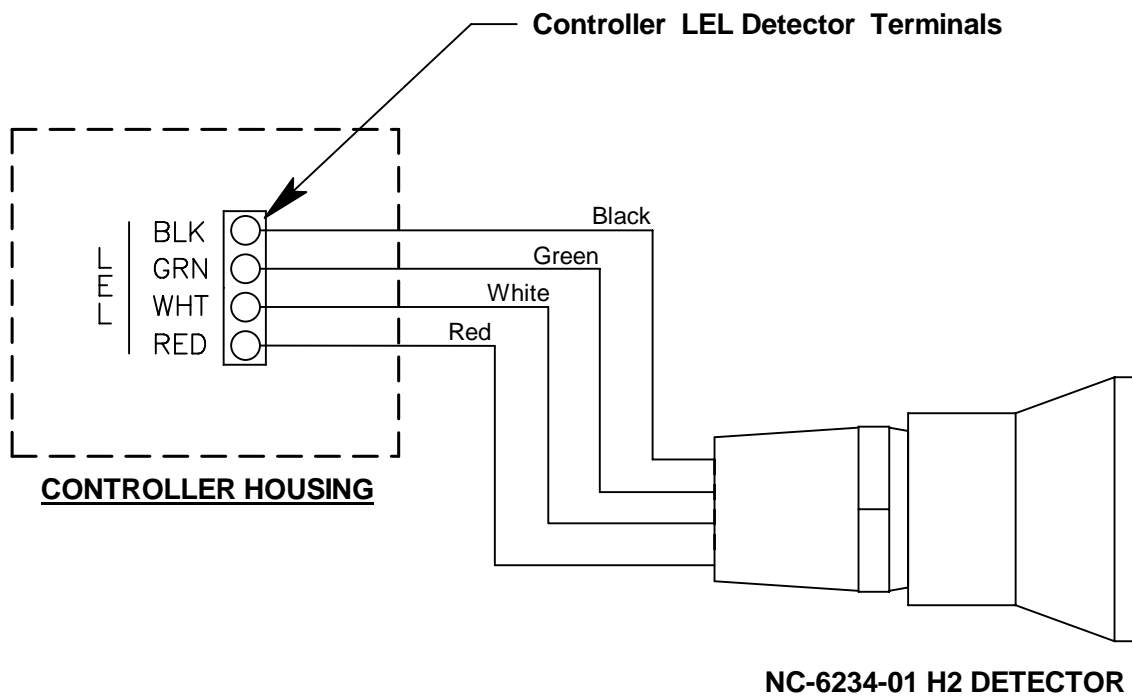 Controller LEL Detector Terminals
LEL
BLK
GRN
WHT
RED
Black
Green
White
Red
CONTROLLER HOUSING
NC-6234-01 H2 DETECTOR